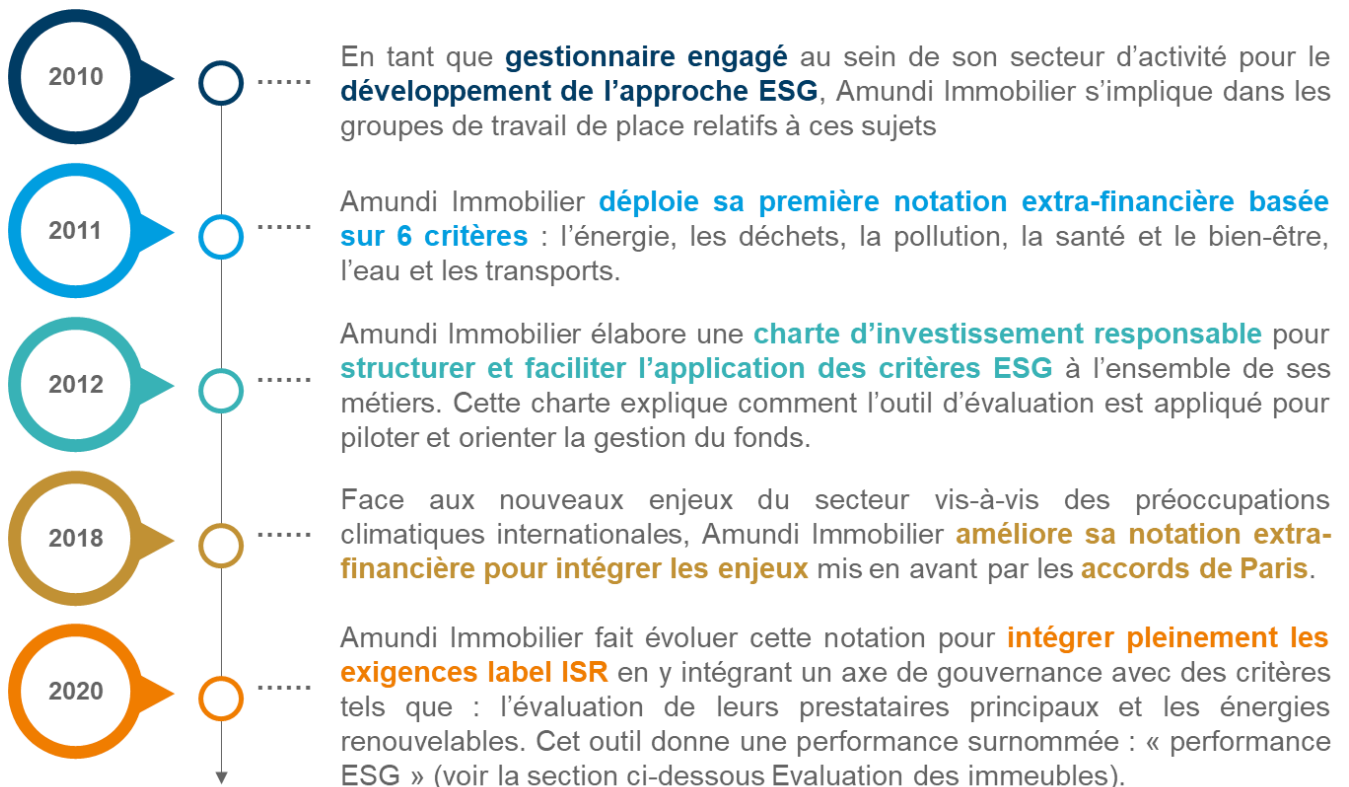 2010
......
En tant que gestionnaire engagé au sein de son secteur d’activité pour le
développement de l’approche ESG, Amundi Immobilier s’implique dans les
groupes de travail de place relatifs à ces sujets
2011
......
Amundi Immobilier déploie sa première notation extra-financière basée
sur 6 critères : l’énergie, les déchets, la pollution, la santé et le bien-être,
l’eau et les transports.
2012
......
Amundi Immobilier élabore une charte d’investissement responsable pour
structurer et faciliter l’application des critères ESG à l’ensemble de ses
métiers. Cette charte explique comment l’outil d’évaluation est appliqué pour
piloter et orienter la gestion du fonds.
2018
......
Face aux nouveaux enjeux du secteur vis-à-vis des préoccupations
climatiques internationales, Amundi Immobilier améliore sa notation extra-
financière pour intégrer les enjeux mis en avant par les accords de Paris.
2020
......
Amundi Immobilier fait évoluer cette notation pour intégrer pleinement les
exigences label ISR en y intégrant un axe de gouvernance avec des critères
tels que : l’évaluation de leurs prestataires principaux et les énergies
renouvelables. Cet outil donne une performance surnommée : « performance
ESG » (voir la section ci-dessous Evaluation des immeubles).